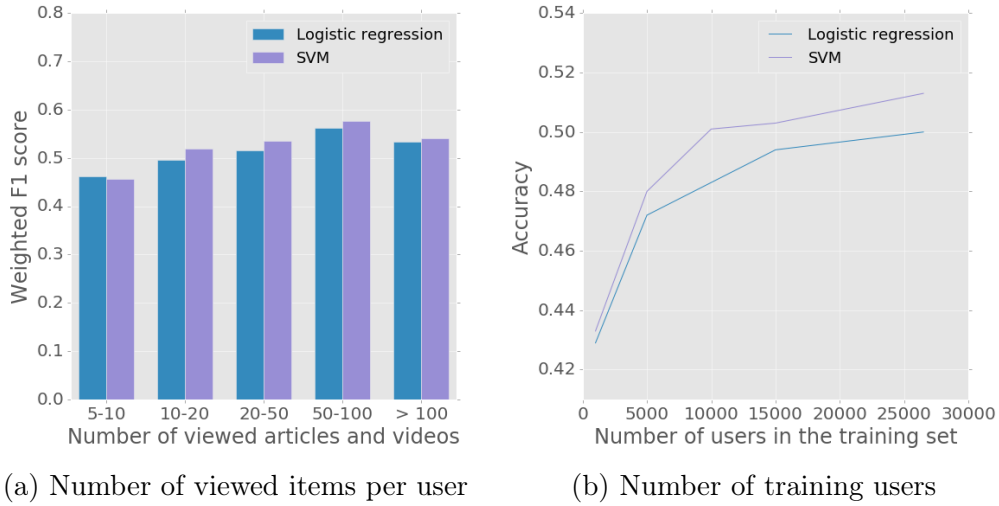 0.8
0.7
0.6
0.5
0.4
0.3
0.2
0.1
0.0
Weighted F1 score
Logistic regression
SVM
5-10 10-20 20-50 50-100 > 100
Number of viewed articles and videos
(a) Number of viewed items per user
0.54
0.52
0.50
0.48
0.46
0.44
0.42
Accuracy
Logistic regression
SVM
0 5000 10000 15000 20000 25000 30000
Number of users in the training set
(b) Number of training users